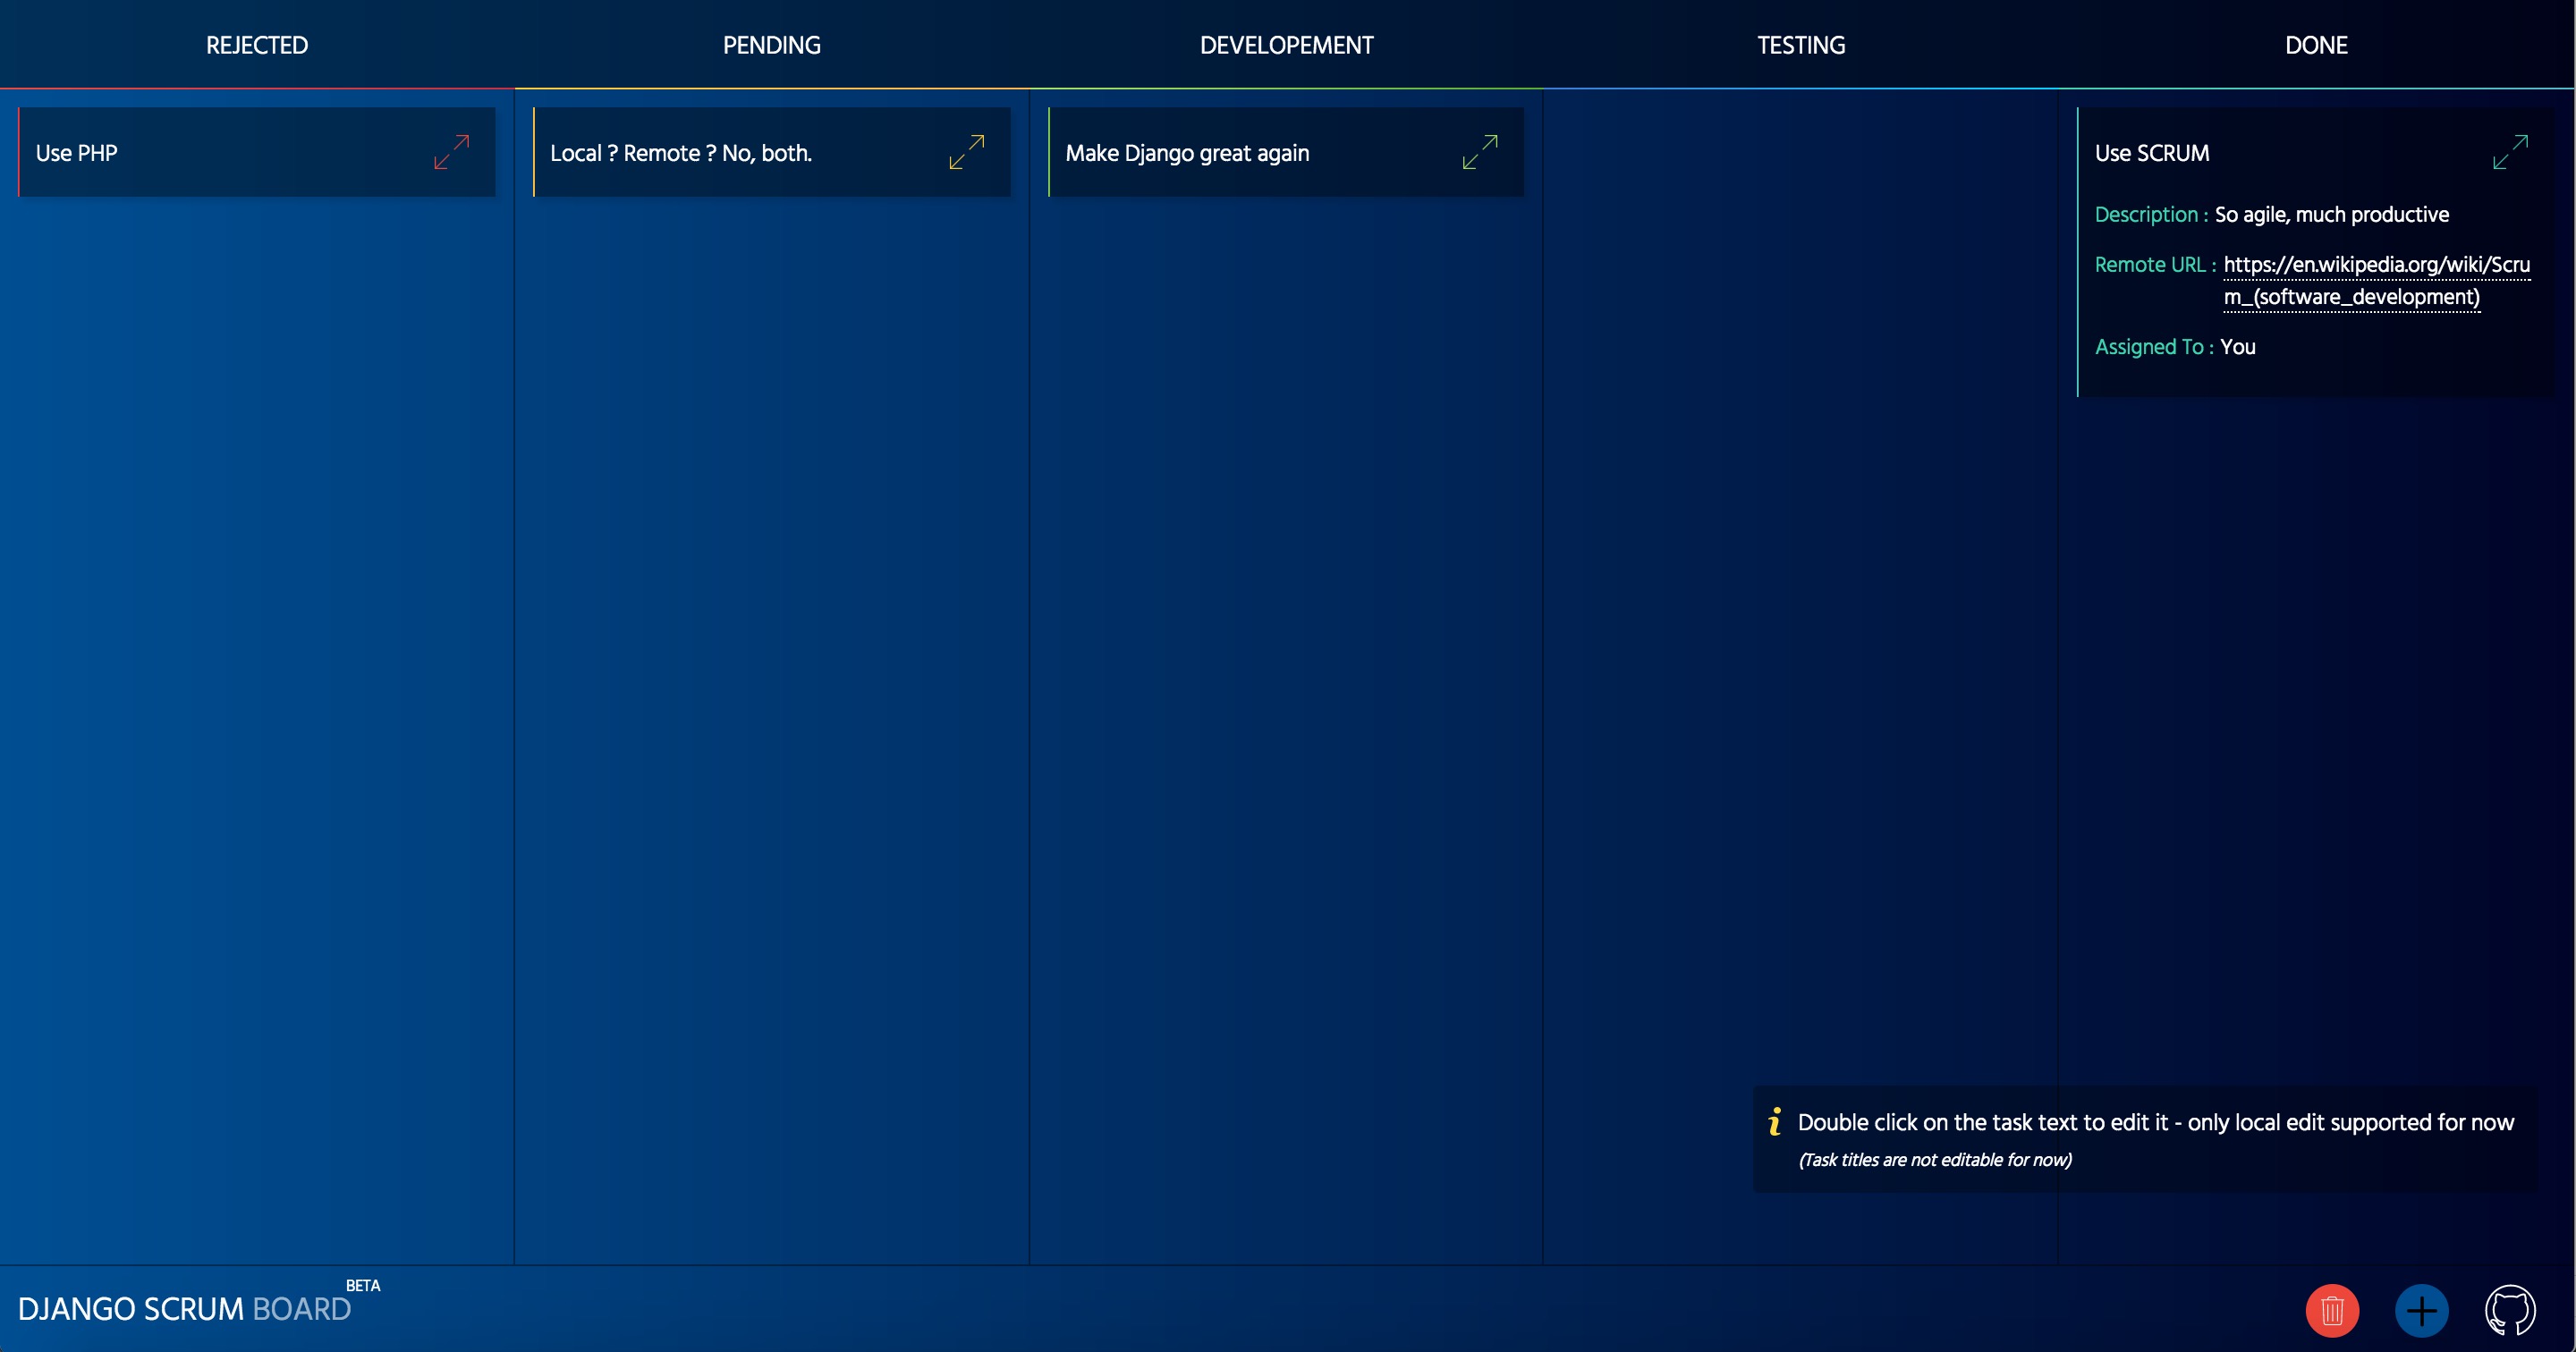 REJECTED
PENDING
DEVELOPEMENT
TESTING
DONE
Use PHP
Local ? Remote ? No, both.
Make Django great again
Use SCRUM
Description : So agile, much productive
Remote URL : https://en.wikipedia.org/wiki/Scru
m_(software_development)
Assigned To : You
i Double click on the task text to edit it - only local edit supported for now
(Task titles are not editable for now)
DJANGO SCRUM BOARD BETA